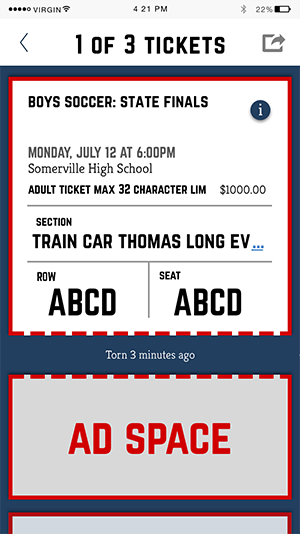 VIRGIN 4 21 PM 22%
1 OF 3 TICKETS
BOYS SOCCER: STATE FINALS
i
MONDAY, JULY 12 AT 6:00PM
Somerville High School
ADULT TICKET MAX 32 CHARACTER LIM $1000.00
SECTION
TRAIN CAR THOMAS LONG EV...
ROW SEAT
ABCD ABCD
Torn 3 minutes ago
AD SPACE